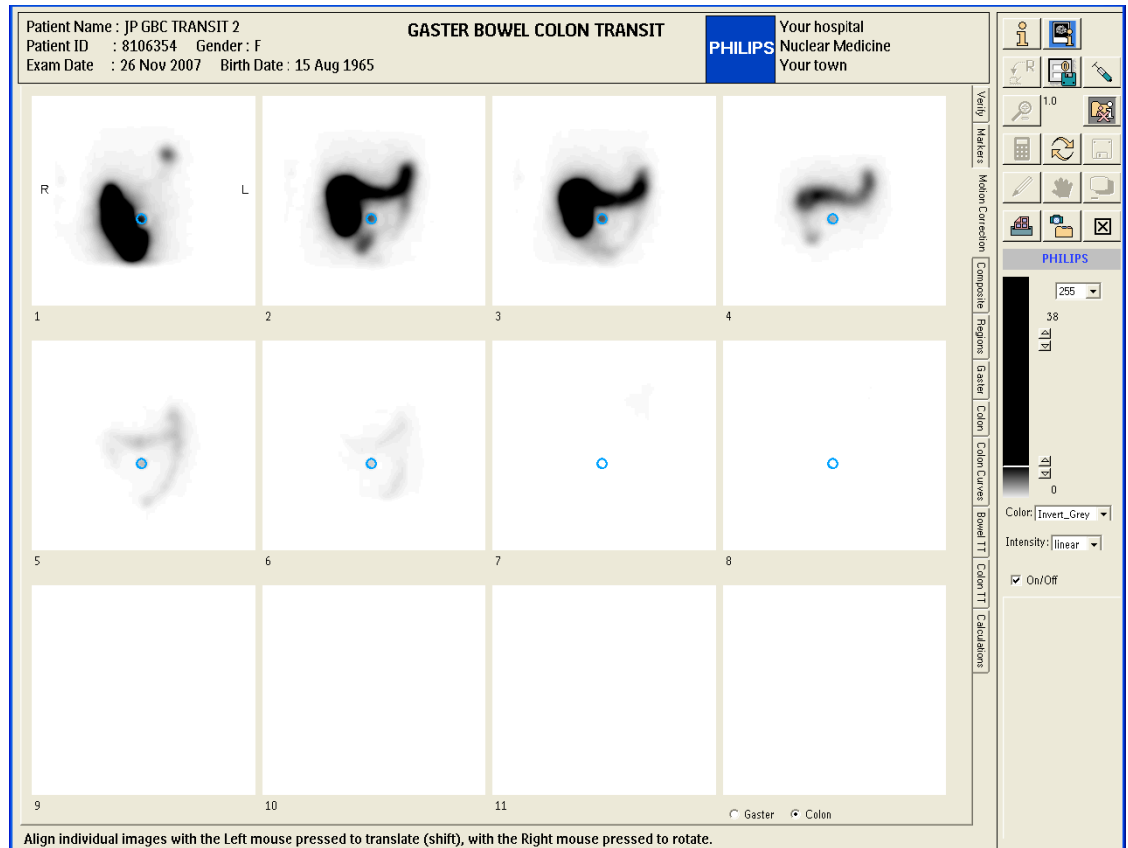 Patient Name : JP GBC TRANSIT 2
Patient ID : 8106354 Gender : F
Exam Date : 26 Nov 2007 Birth Date : 15 Aug 1965
GASTER BOWEL COLON TRANSIT
PHILIPS
Your hospital
Nuclear Medicine
Your town
R L
1 2 3 4
5 6 7 8
9 10 11
Gaster Colon
Align individual images with the Left mouse pressed to translate (shift), with the Right mouse pressed to rotate.
Verify
Markers
Motion Correction
Composite
Regions
Gaster
Colon
Colon Curves
Bowel TT
Colon TT
Calculations
R
1.0
PHILIPS
255
38
0
Color: Invert_Grey
Intensity: linear
On/Off